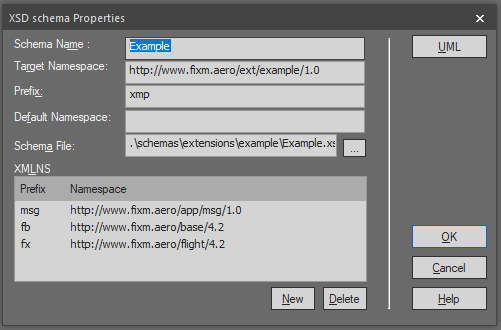 XSD schema Properties
Schema Name :
Example
UML
Target Namespace:
http://www.fixm.aero/ext/example/1.0
Prefix:
xmp
Default Namespace:
Schema File:
.\schemas\extensions\example\Example.xs
...
XMLNS
Prefix Namespace
msg http://www.fixm.aero/app/msg/1.0
fb http://www.fixm.aero/base/4.2
fx http://www.fixm.aero/flight/4.2
OK
Cancel
New
Delete
Help